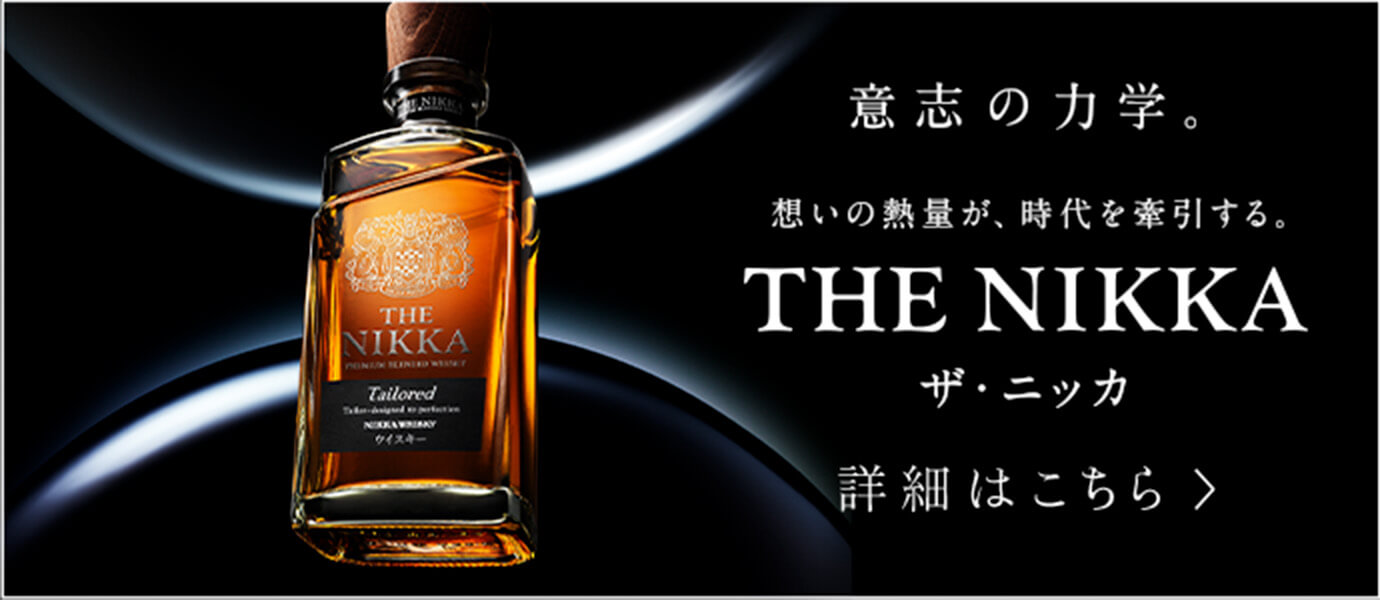 意志の力学。
想いの熱量が、時代を牽引する。
THE NIKKA
ザ・ニッカ
詳細はこちら
THE NIKKA
THE
NIKKA
PREMIUM BLENDED WHISKY
Tailored
Tailor-designed to perfection
NIKKA WHISKY
ウイスキー